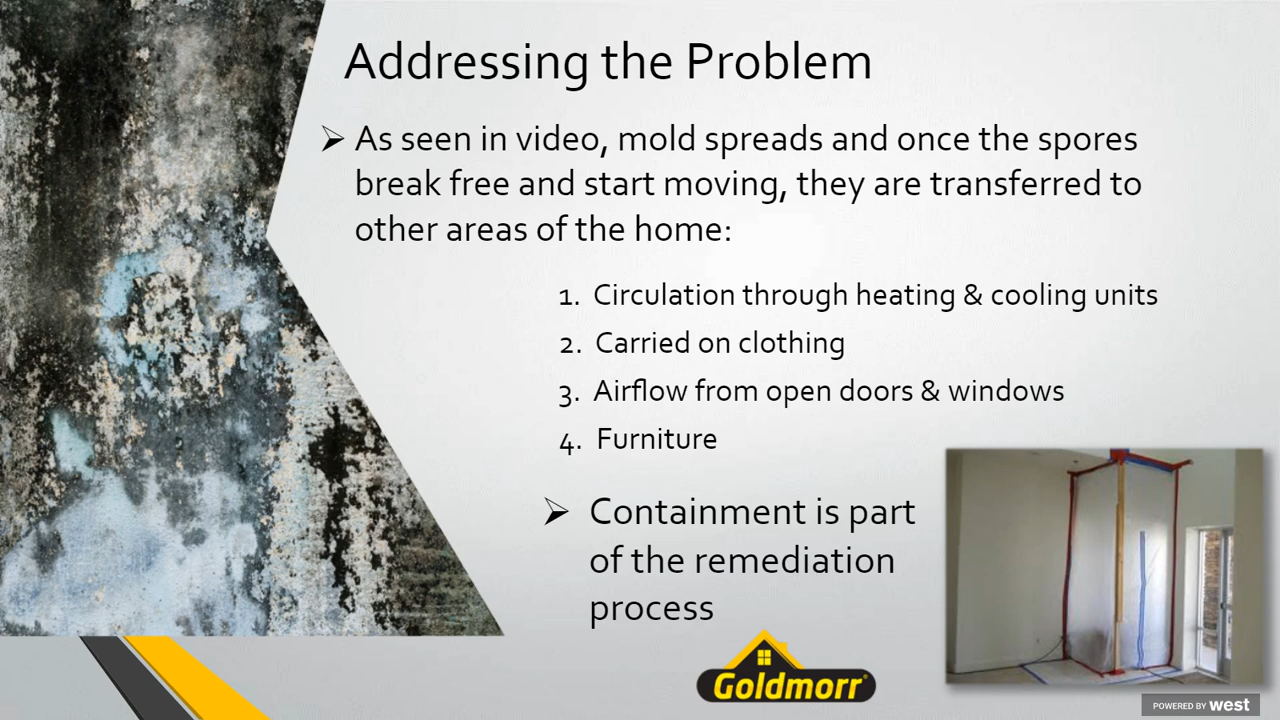 Addressing the Problem
➢ As seen in video, mold spreads and once the spores
break free and start moving, they are transferred to
other areas of the home:
1. Circulation through heating & cooling units
2. Carried on clothing
3. Airflow from open doors & windows
4. Furniture
➢ Containment is part
of the remediation
process
Goldmorr
POWERED BY west